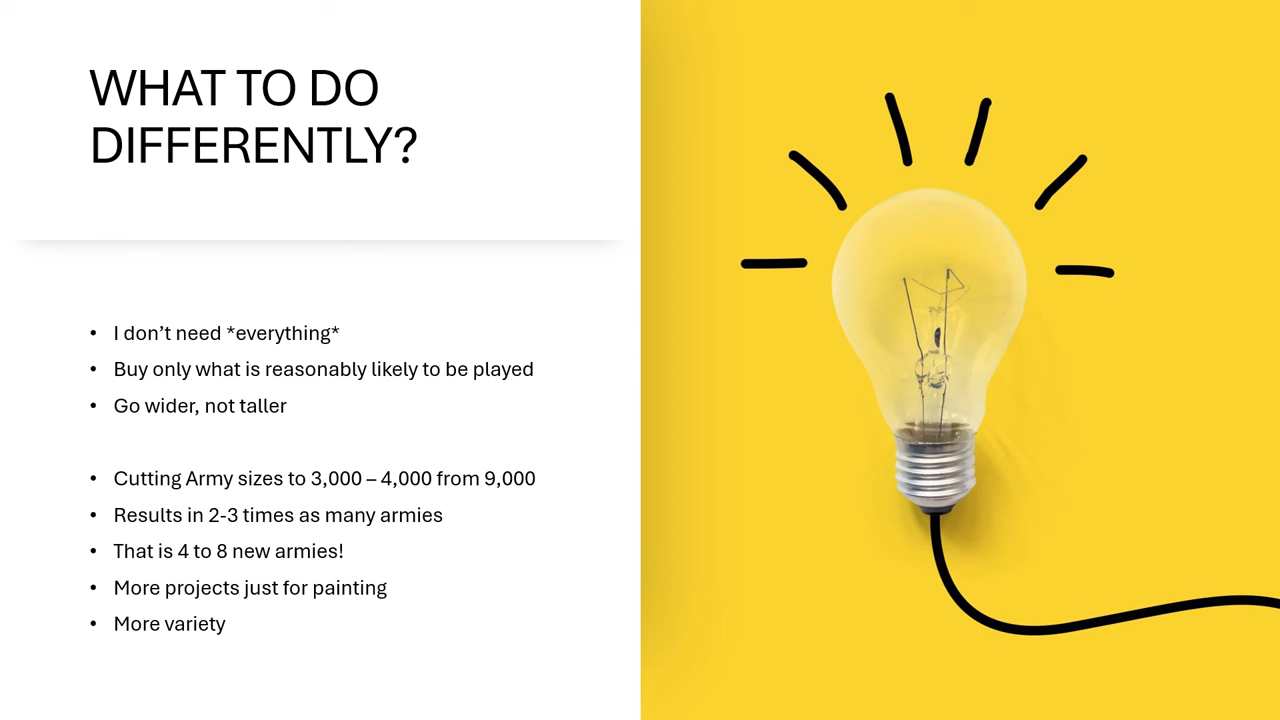 WHAT TO DO
DIFFERENTLY?
• I don’t need *everything*
• Buy only what is reasonably likely to be played
• Go wider, not taller
• Cutting Army sizes to 3,000 – 4,000 from 9,000
• Results in 2-3 times as many armies
• That is 4 to 8 new armies!
• More projects just for painting
• More variety